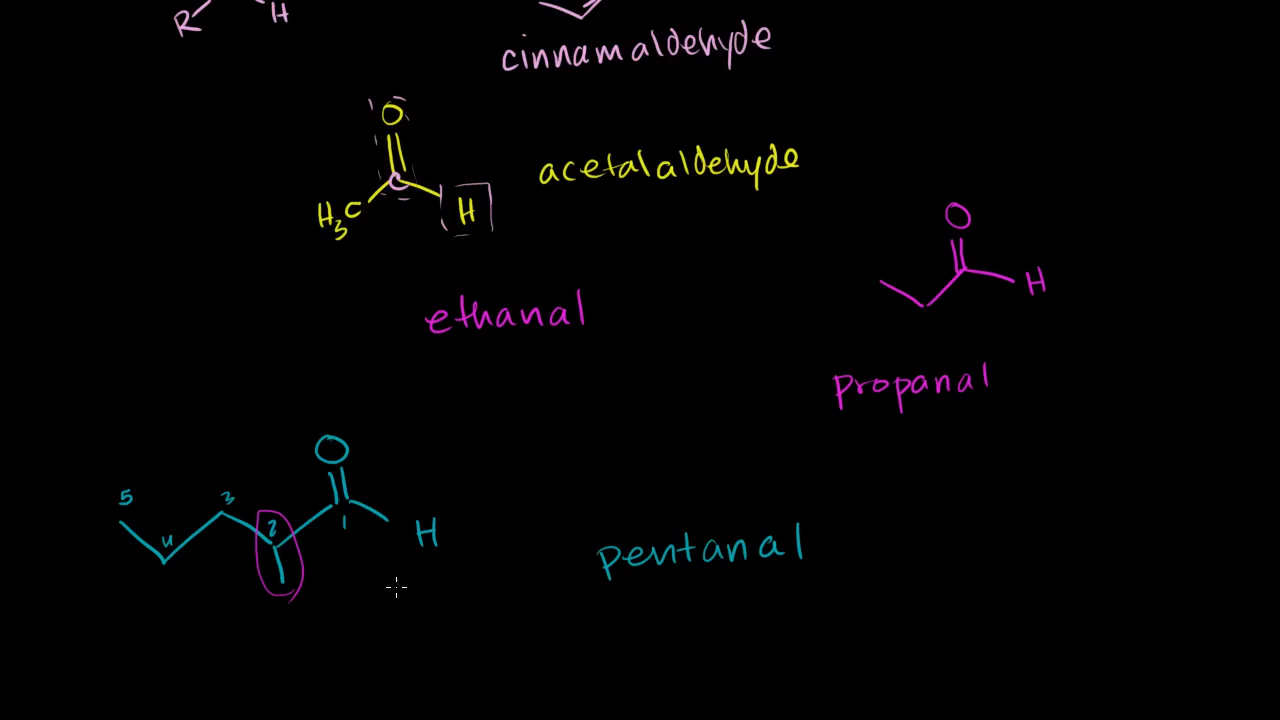 R H
cinnamaldehyde
O
C
H3C H
acetalaldehyde
O
H
ethanal
propanal
O
5 4 3 2 1
H
pentanal